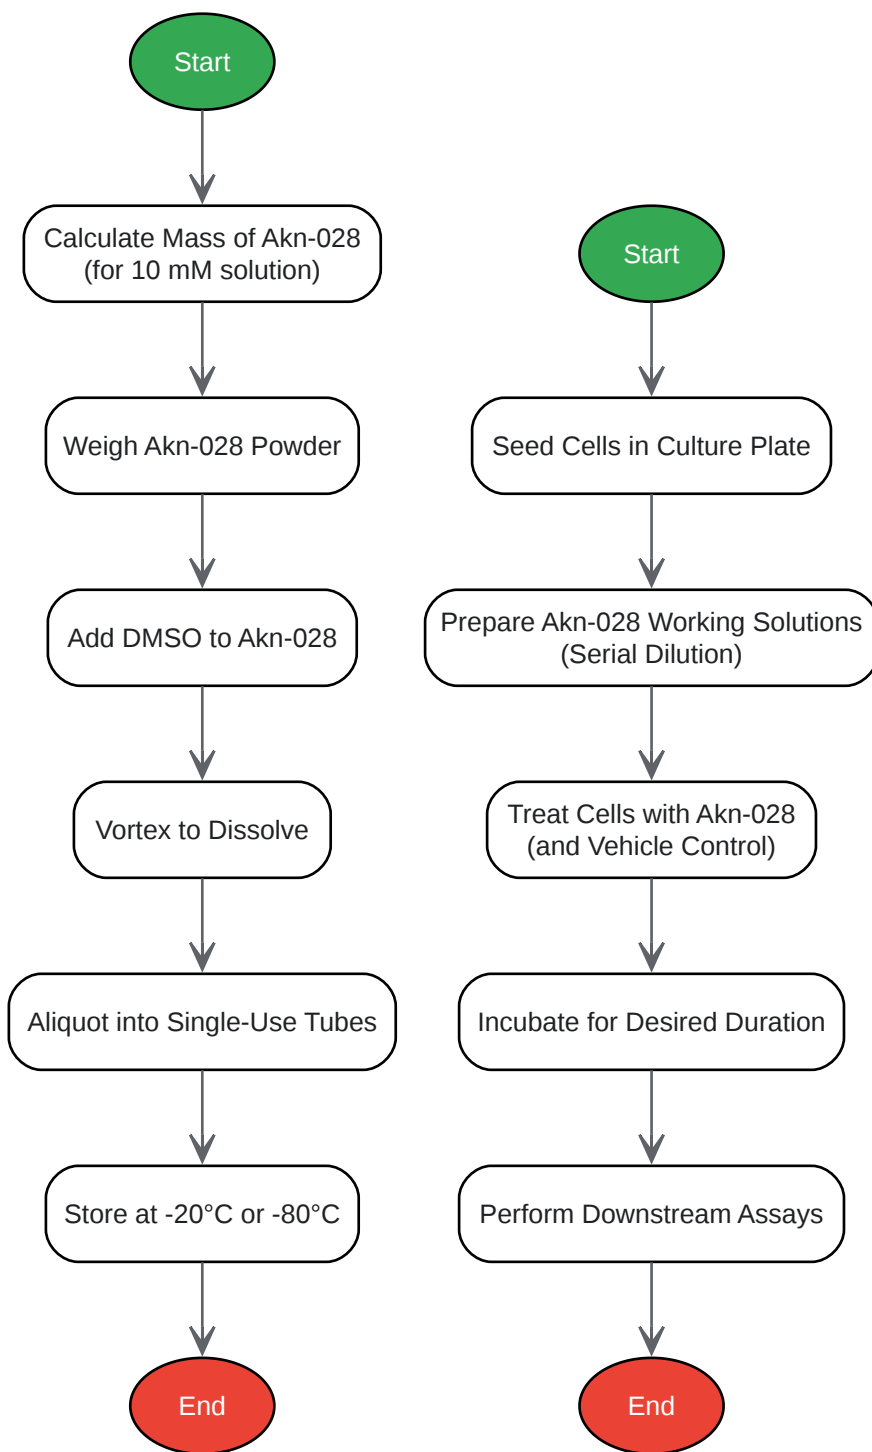 Start
Calculate Mass of Akn-028
(for 10 mM solution)
Weigh Akn-028 Powder
Add DMSO to Akn-028
Vortex to Dissolve
Aliquot into Single-Use Tubes
Store at -20°C or -80°C
End
Start
Seed Cells in Culture Plate
Prepare Akn-028 Working Solutions
(Serial Dilution)
Treat Cells with Akn-028
(and Vehicle Control)
Incubate for Desired Duration
Perform Downstream Assays
End